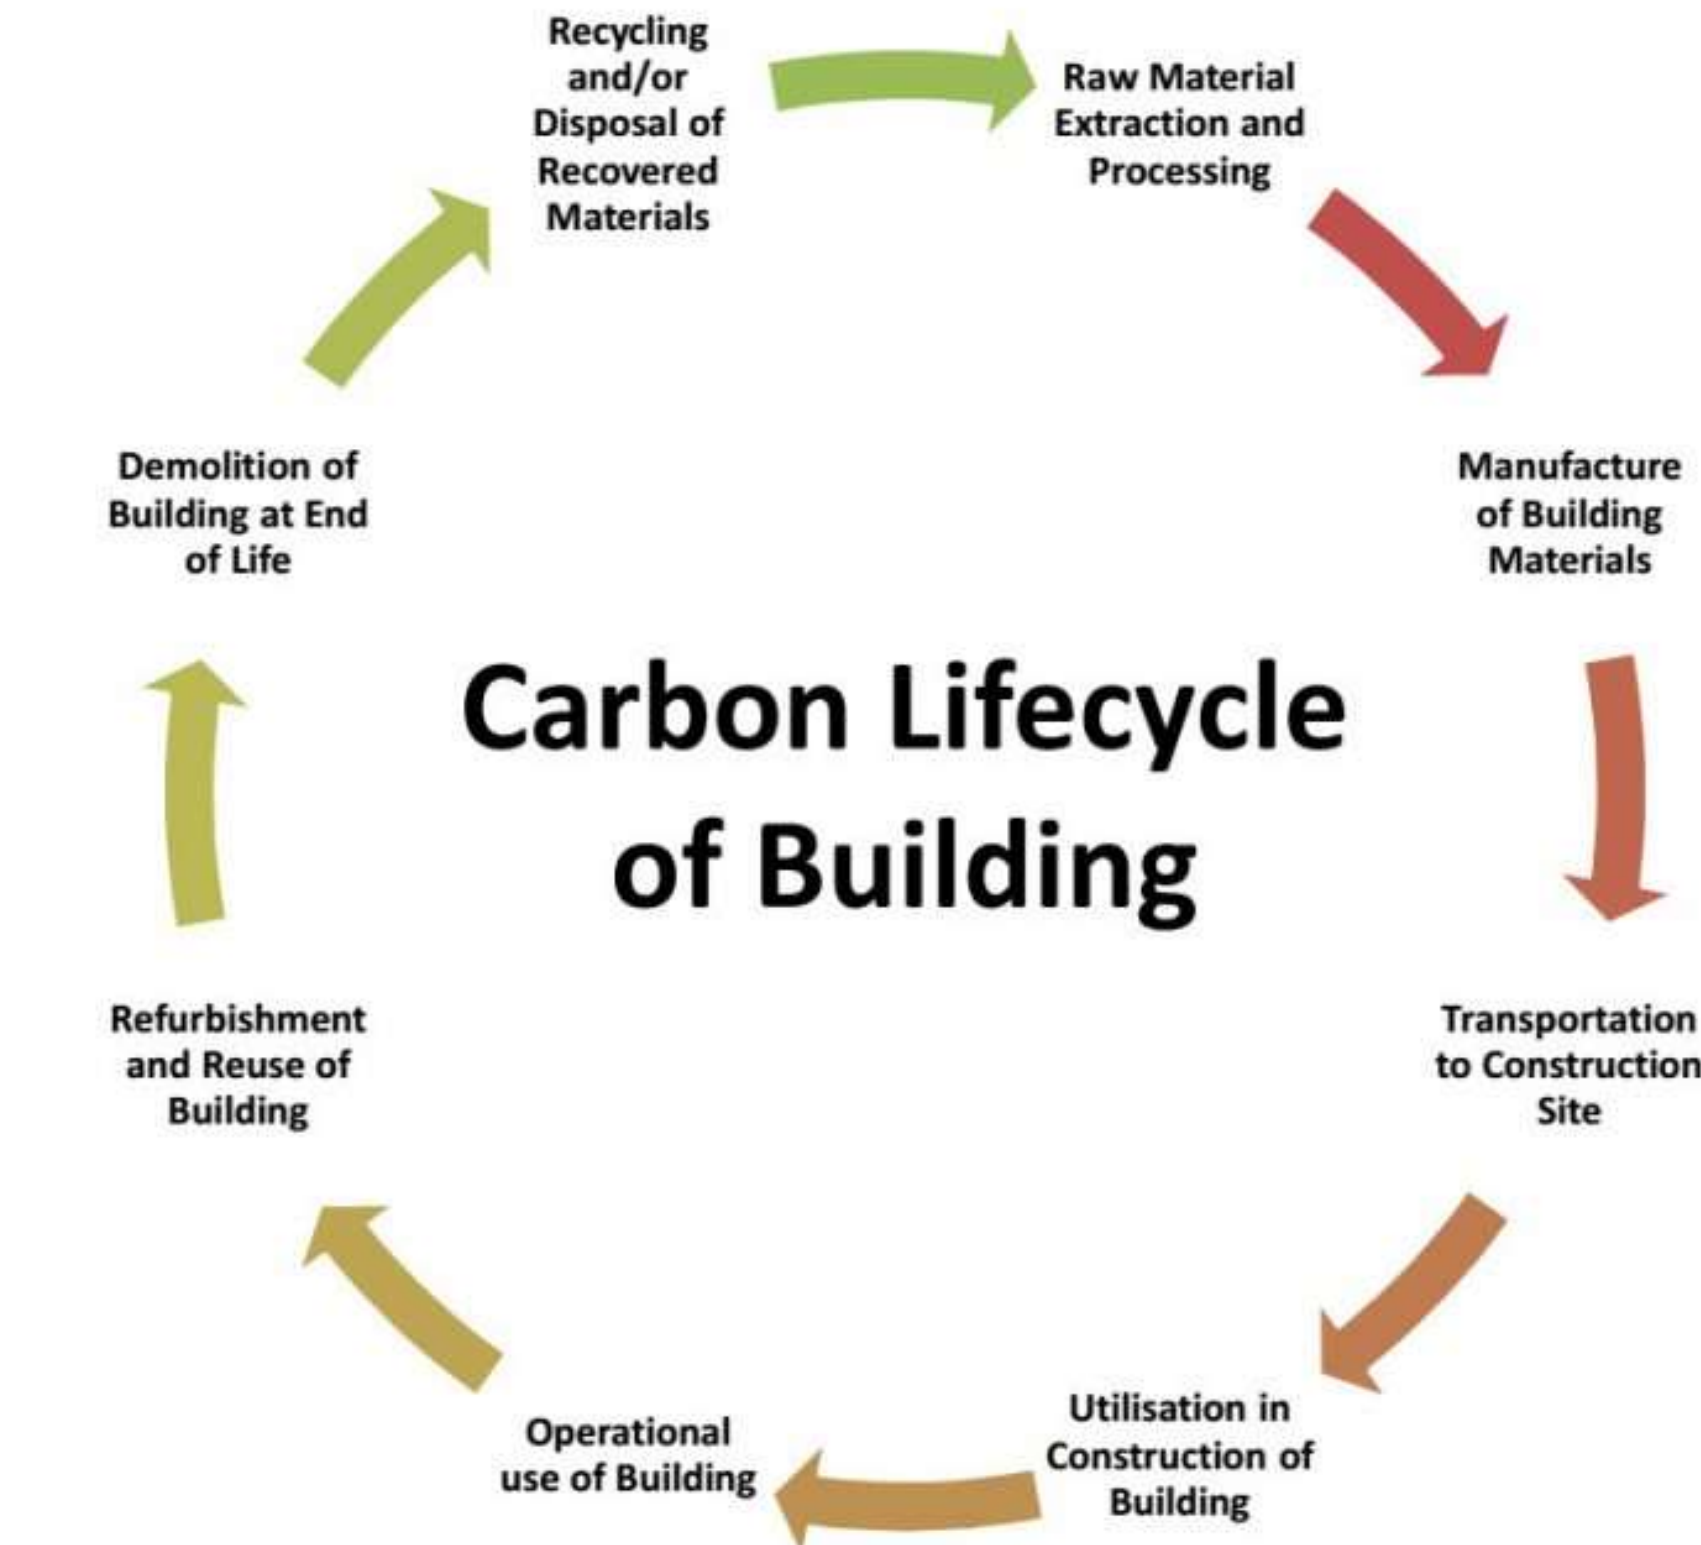 Recycling
and/or
Disposal of
Recovered
Materials
Raw Material
Extraction and
Processing
Manufacture
of Building
Materials
Transportation
to Construction
Site
Utilisation in
Construction of
Building
Operational
use of Building
Refurbishment
and Reuse of
Building
Demolition of
Building at End
of Life
Carbon Lifecycle
of Building